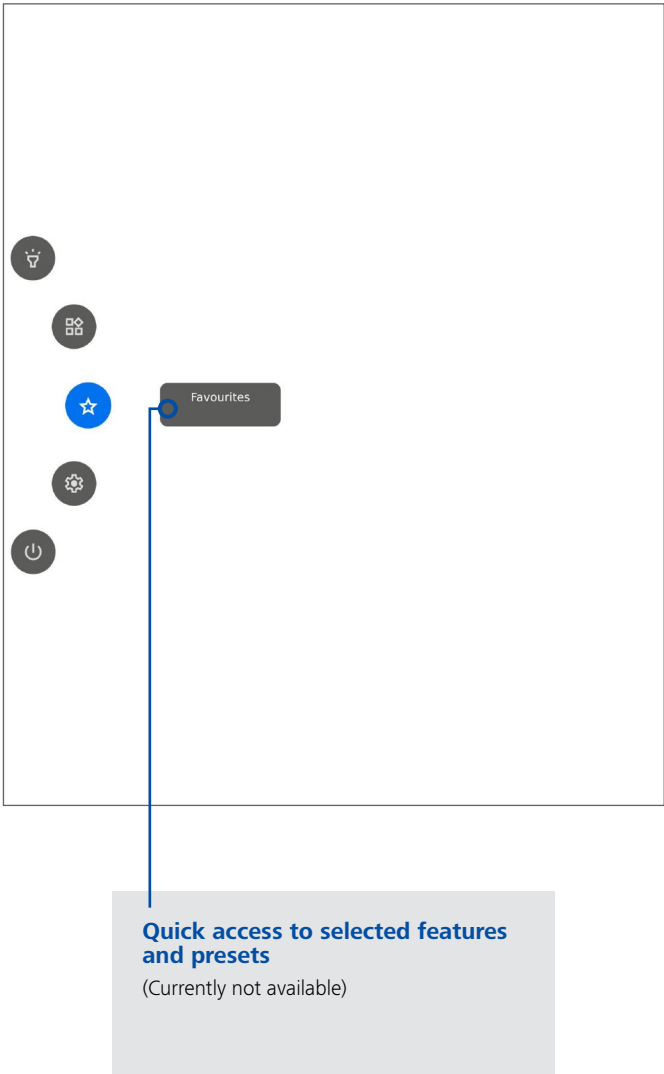 Favourites
Quick access to selected features
and presets
(Currently not available)